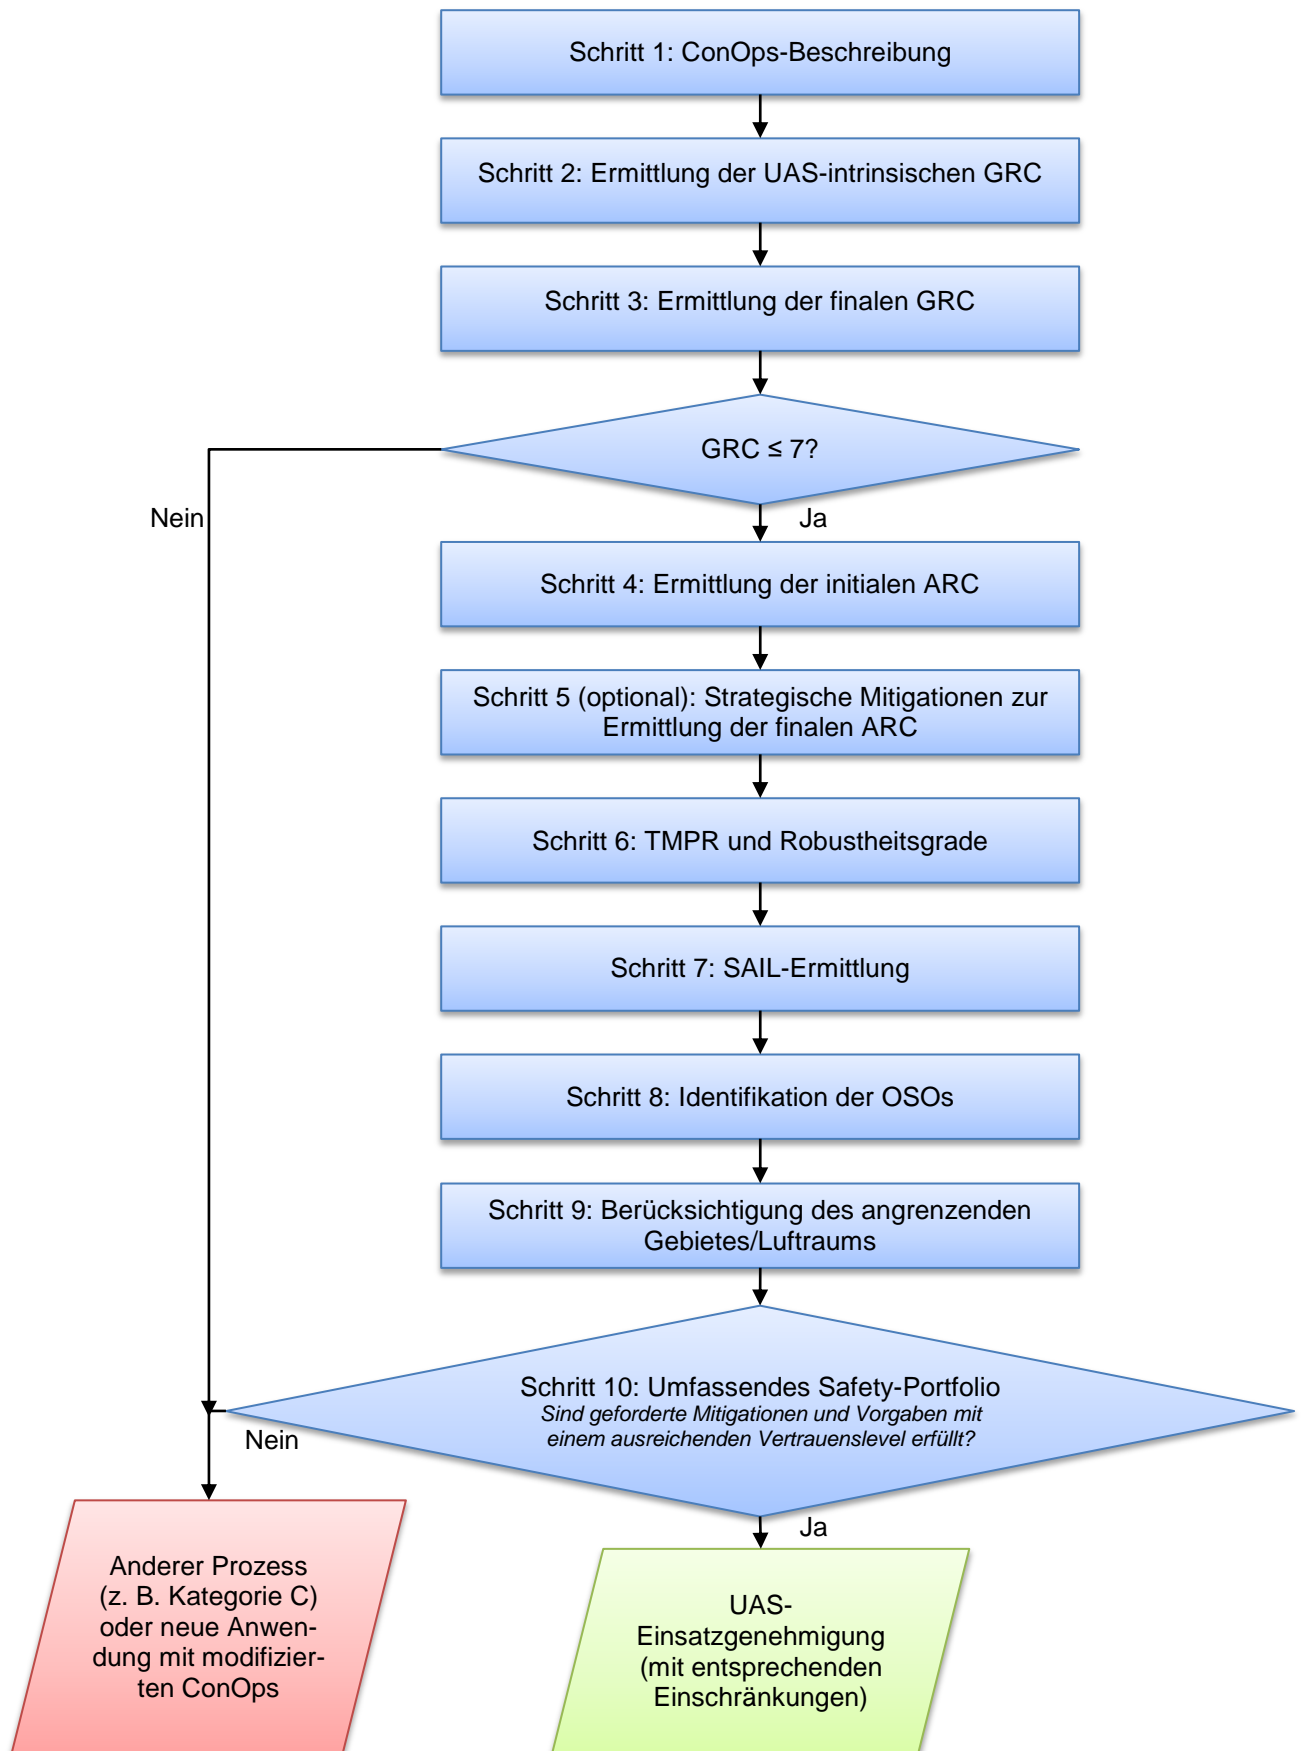 Schritt 1: ConOps-Beschreibung
Schritt 2: Ermittlung der UAS-intrinsischen GRC
Schritt 3: Ermittlung der finalen GRC
GRC ≤ 7?
Nein
Ja
Schritt 4: Ermittlung der initialen ARC
Schritt 5 (optional): Strategische Mitigationen zur
Ermittlung der finalen ARC
Schritt 6: TMPR und Robustheitsgrade
Schritt 7: SAIL-Ermittlung
Schritt 8: Identifikation der OSOs
Schritt 9: Berücksichtigung des angrenzenden
Gebietes/Luftraums
Schritt 10: Umfassendes Safety-Portfolio
Sind geforderte Mitigationen und Vorgaben mit
einem ausreichenden Vertrauenslevel erfüllt?
Nein
Ja
Anderer Prozess
(z. B. Kategorie C)
oder neue Anwen-
dung mit modifizier-
ten ConOps
UAS-
Einsatzgenehmigung
(mit entsprechenden
Einschränkungen)